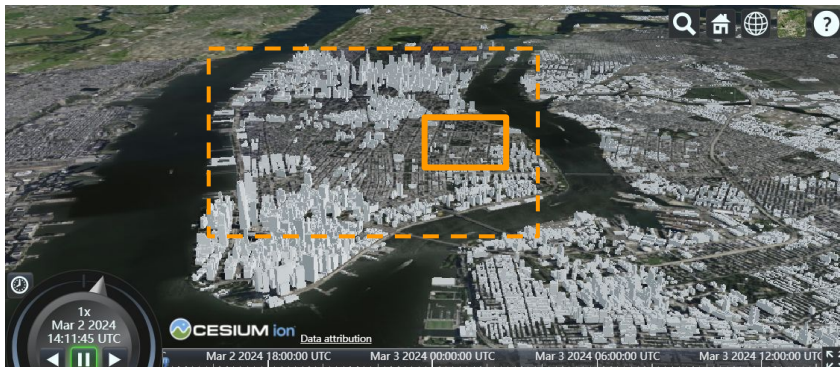 1x
Mar 2 2024
14:11:45 UTC
CESIUM ion
Data attribution
Mar 2 2024 18:00:00 UTC
Mar 3 2024 00:00:00 UTC
Mar 3 2024 06:00:00 UTC
Mar 3 2024 12:00:00 UTC
?